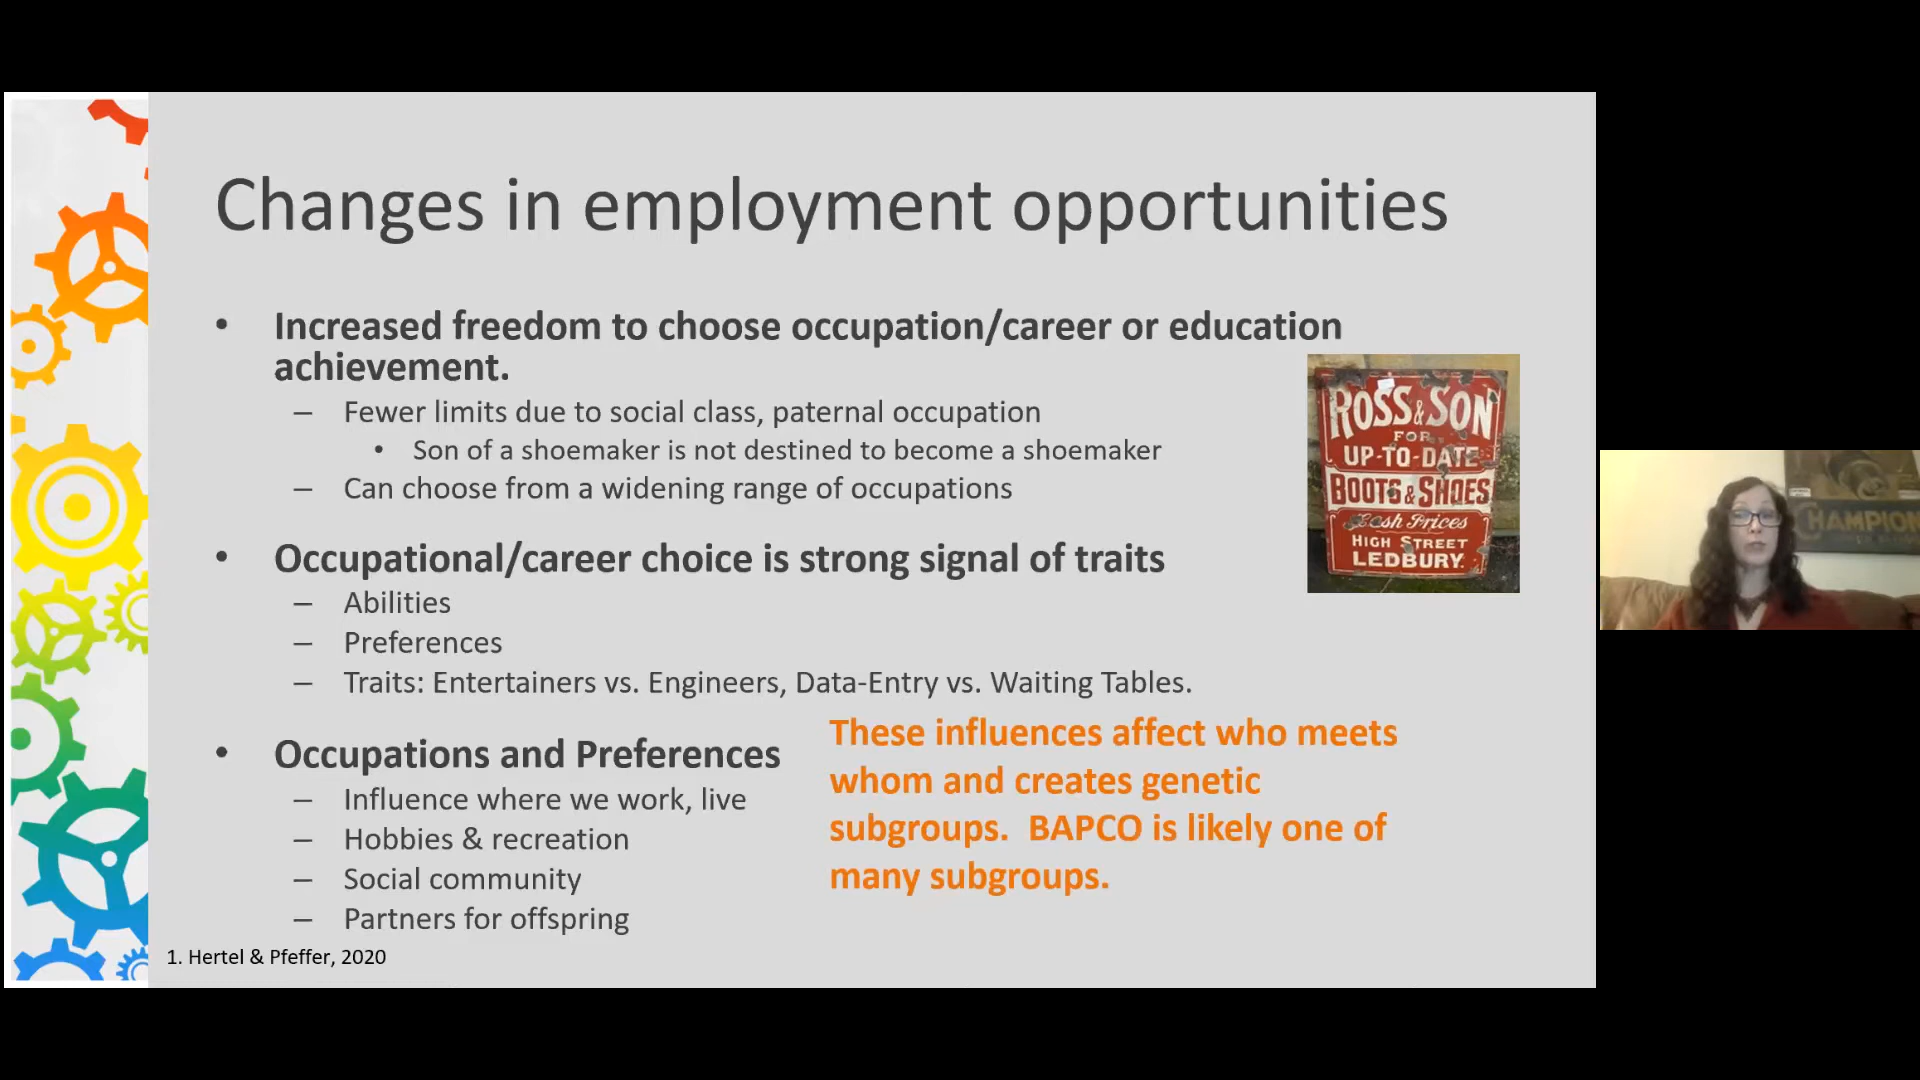 Changes in employment opportunities
• Increased freedom to choose occupation/career or education
achievement.
– Fewer limits due to social class, paternal occupation
• Son of a shoemaker is not destined to become a shoemaker
– Can choose from a widening range of occupations
ROSS & SON
FOR
UP-TO-DATE
BOOTS & SHOES
Cash Prices
HIGH STREET
LEDBURY.
• Occupational/career choice is strong signal of traits
– Abilities
– Preferences
– Traits: Entertainers vs. Engineers, Data-Entry vs. Waiting Tables.
• Occupations and Preferences
– Influence where we work, live
– Hobbies & recreation
– Social community
– Partners for offspring
These influences affect who meets
whom and creates genetic
subgroups.  BAPCO is likely one of
many subgroups.
1. Hertel & Pfeffer, 2020
CHAMPION